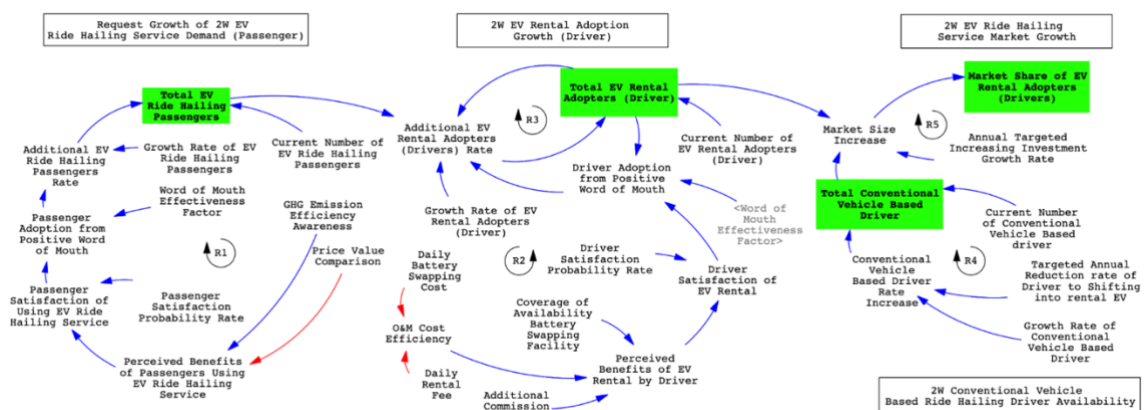 Request Growth of 2W EV
Ride Hailing Service Demand (Passenger)
2W EV Rental Adoption
Growth (Driver)
2W EV Ride Hailing
Service Market Growth
Total EV
Ride Hailing
Passengers
Additional EV
Ride Hailing
Passengers
Rate
Growth Rate of EV
Ride Hailing
Passengers
Current Number of
EV Ride Hailing
Passengers
Word of Mouth
Effectiveness
Factor
Passenger
Adoption from
Positive Word
of Mouth
R1
GHG Emission
Efficiency
Awareness
Price Value
Comparison
Passenger
Satisfaction of
Using EV Ride
Hailing Service
Passenger
Satisfaction
Probability Rate
Perceived Benefits
of Passengers Using
EV Ride Hailing
Service
Total EV Rental
Adopters (Driver)
R3
Additional EV
Rental Adopters
(Drivers) Rate
Current Number of
EV Rental Adopters
(Driver)
Driver Adoption
from Positive
Word of Mouth
Growth Rate of EV
Rental Adopters
(Driver)
<Word of
Mouth
Effectiveness
Factor>
R2
Daily
Battery
Swapping
Cost
Driver
Satisfaction
Probability Rate
Driver
Satisfaction
of EV Rental
Coverage of
Availability
Battery
Swapping
Facility
O&M Cost
Efficiency
Perceived
Benefits of EV
Rental by Driver
Daily
Rental
Fee
Additional
Commission
Market Share of EV
Rental Adopters
(Drivers)
R5
Market Size
Increase
Annual Targeted
Increasing Investment
Growth Rate
Total Conventional
Vehicle Based
Driver
Current Number
of Conventional
Vehicle Based
driver
R4
Conventional
Vehicle
Based Driver
Rate
Increase
Targeted Annual
Reduction rate of
Driver to Shifting
into rental EV
Growth Rate of
Conventional
Vehicle Based
Driver
2W Conventional Vehicle
Based Ride Hailing Driver Availability